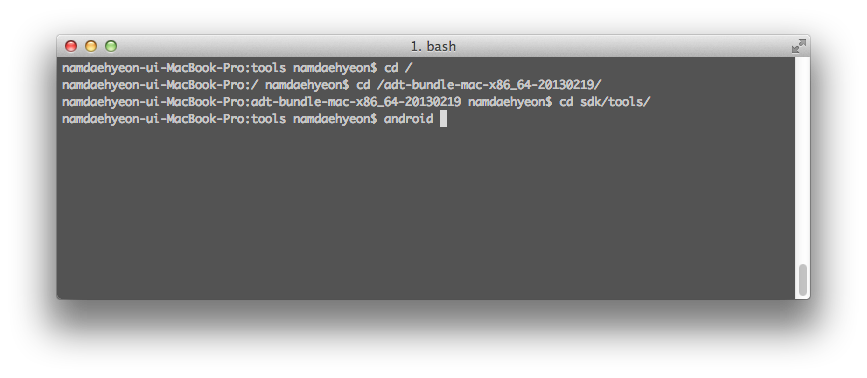 1. bash
namdaehyeon-ui-MacBook-Pro:tools namdaehyeon$ cd /
namdaehyeon-ui-MacBook-Pro:/ namdaehyeon$ cd /adt-bundle-mac-x86_64-20130219/
namdaehyeon-ui-MacBook-Pro:adt-bundle-mac-x86_64-20130219 namdaehyeon$ cd sdk/tools/
namdaehyeon-ui-MacBook-Pro:tools namdaehyeon$ android